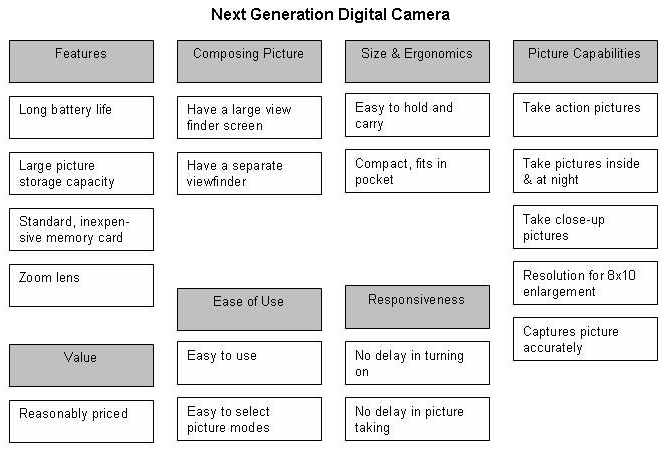 Next Generation Digital Camera
Features
Long battery life
Large picture
storage capacity
Standard, inexpen-
sive memory card
Zoom lens
Value
Reasonably priced
Composing Picture
Have a large view
finder screen
Have a separate
viewfinder
Ease of Use
Easy to use
Easy to select
picture modes
Size & Ergonomics
Easy to hold and
carry
Compact, fits in
pocket
Responsiveness
No delay in turning
on
No delay in picture
taking
Picture Capabilities
Take action pictures
Take pictures inside
& at night
Take close-up
pictures
Resolution for 8x10
enlargement
Captures picture
accurately